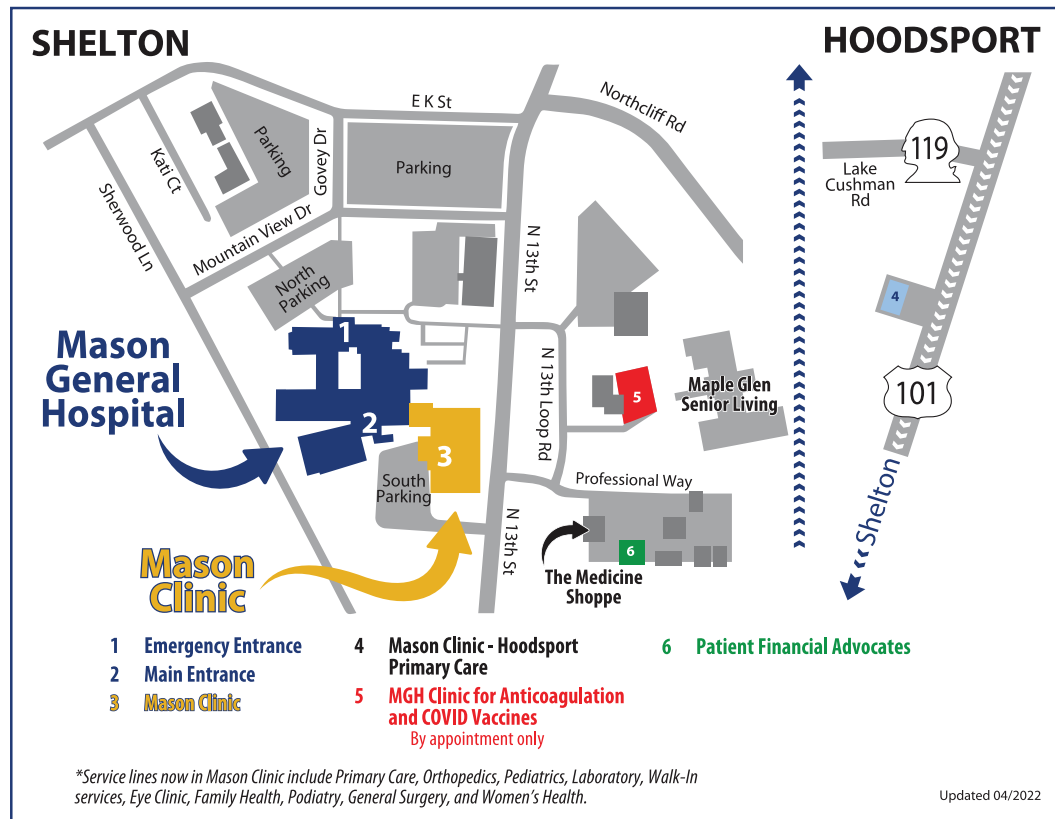 SHELTON
HOODSPORT
E K St
Northcliff Rd
Kati Ct
Parking
Govey Dr
Parking
119
Lake
Cushman
Rd
Sherwood Ln
Mountain View Dr
North
Parking
N 13th St
4
Mason
General
Hospital
1
2
3
N 13th Loop Rd
5
Maple Glen
Senior Living
101
South
Parking
Professional Way
Shelton
N 13th St
6
The Medicine
Shoppe
Mason
Clinic
1 Emergency Entrance
2 Main Entrance
3 Mason Clinic
4 Mason Clinic - Hoodsport
Primary Care
5 MGH Clinic for Anticoagulation
and COVID Vaccines
By appointment only
6 Patient Financial Advocates
*Service lines now in Mason Clinic include Primary Care, Orthopedics, Pediatrics, Laboratory, Walk-In
services, Eye Clinic, Family Health, Podiatry, General Surgery, and Women's Health.
Updated 04/2022